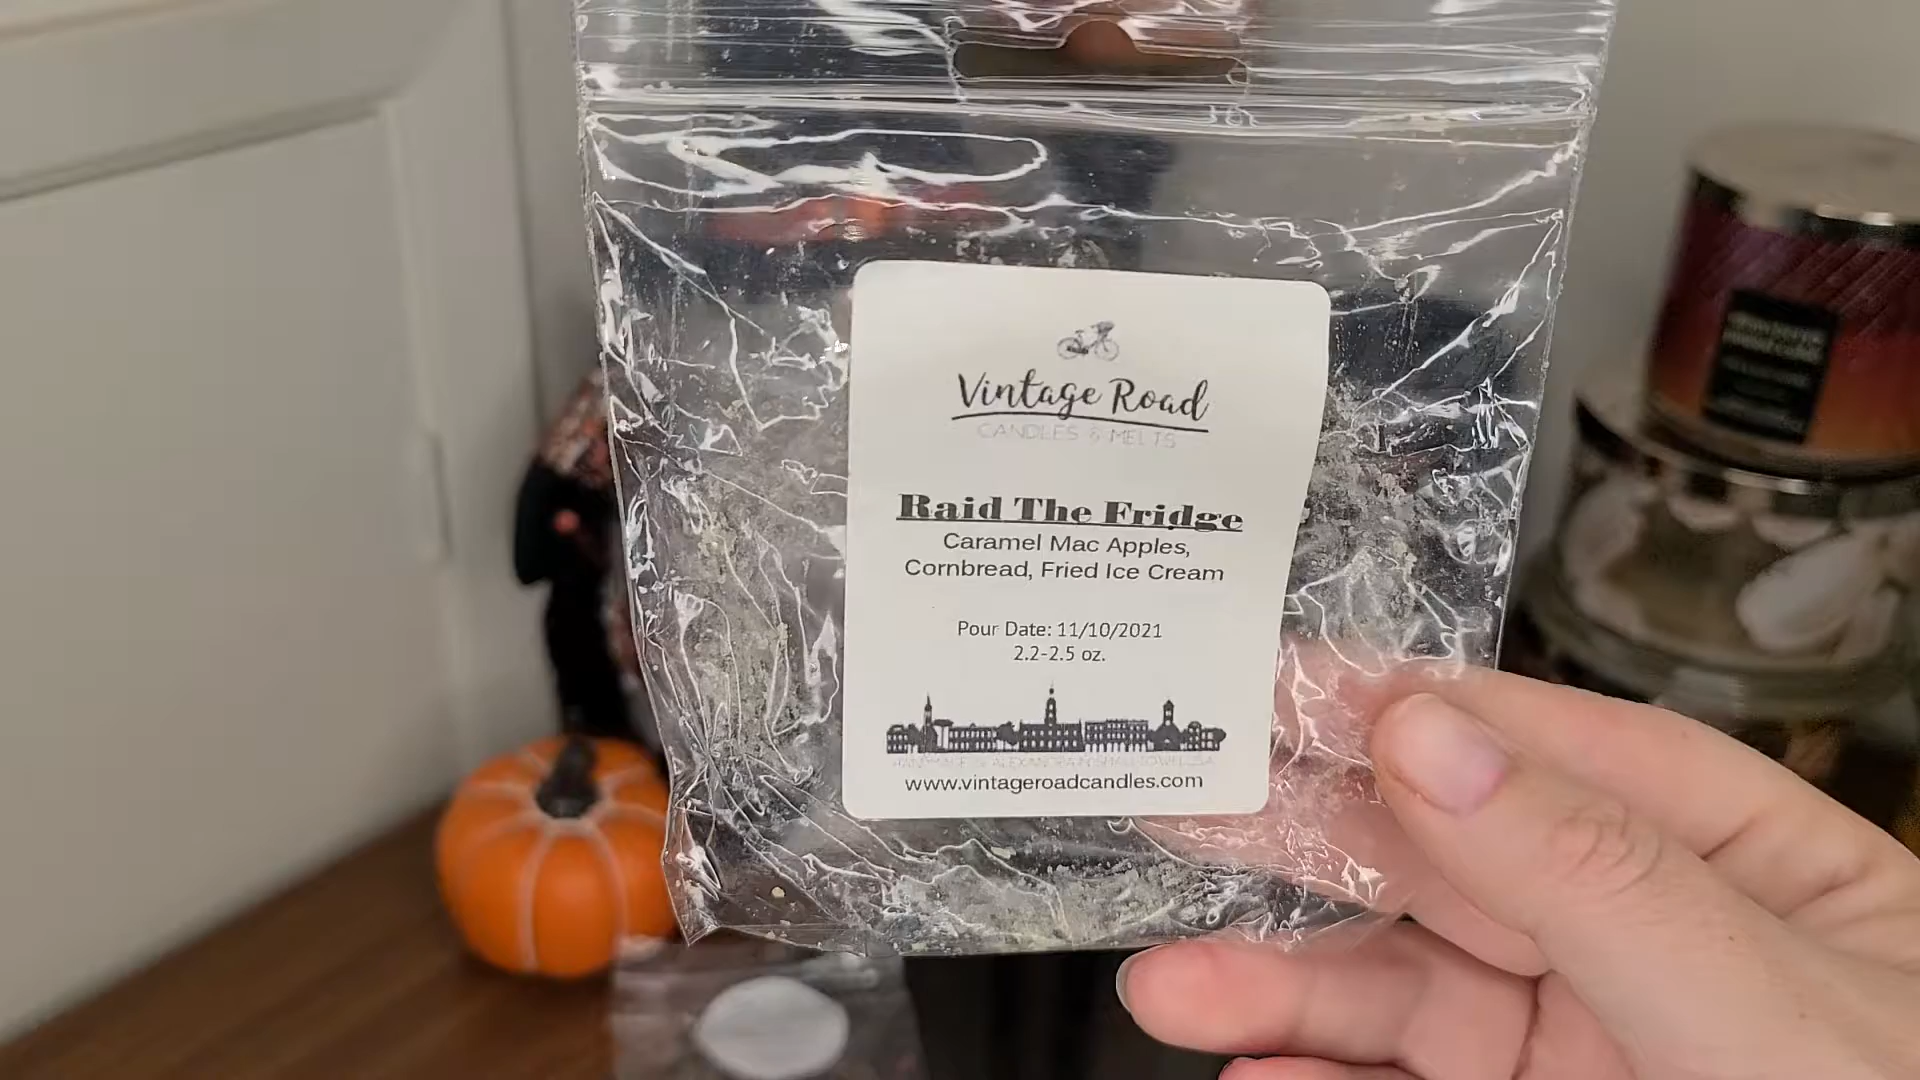 Vintage Road
CANDLES & MELTS
Raid The Fridge
Caramel Mac Apples,
Cornbread, Fried Ice Cream
Pour Date: 11/10/2021
2.2-2.5 oz.
www.vintageroadcandles.com